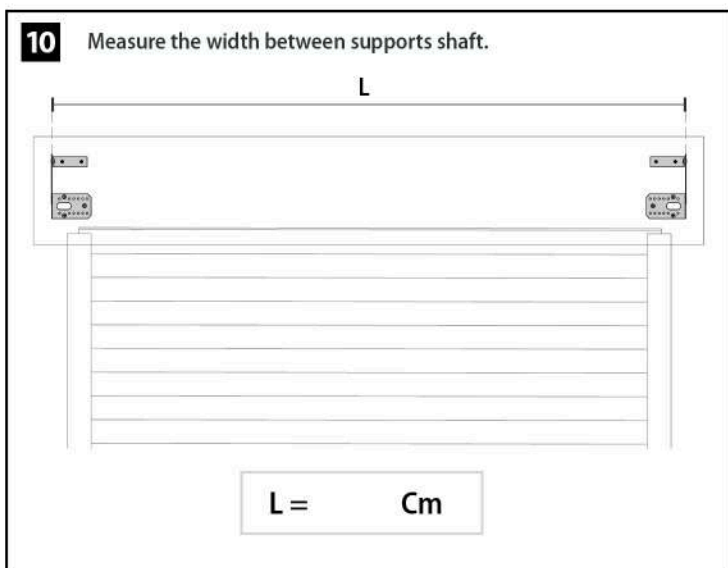 10 Measure the width between supports shaft.
L
L = Cm